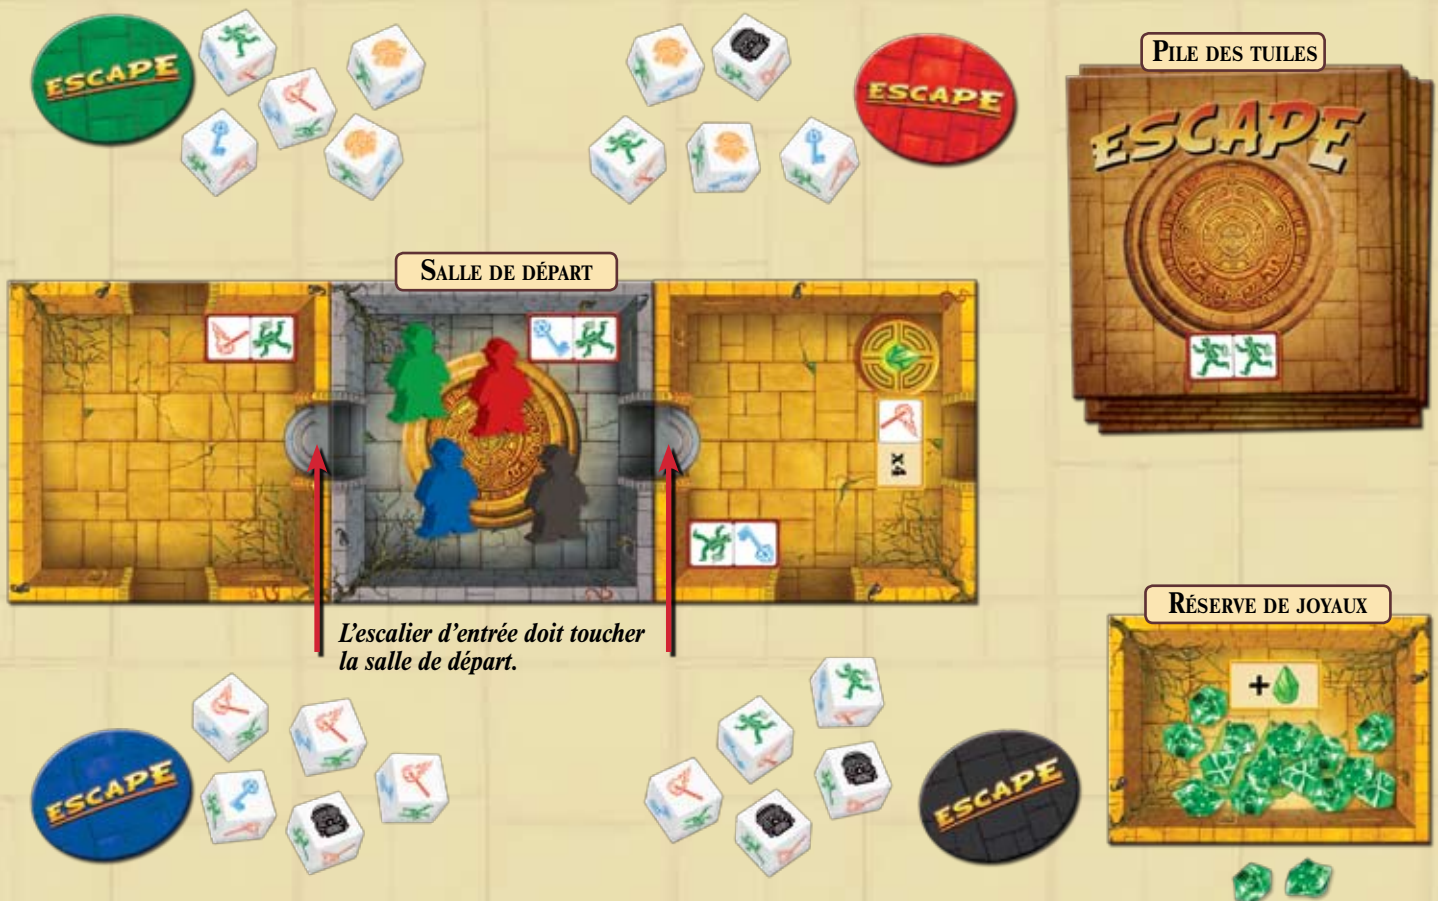 ESCAPE
ESCAPE
PILE DES TUILES
ESCAPE
SALLE DE DÉPART
X4
L'escalier d'entrée doit toucher
la salle de départ.
RÉSERVE DE JOYAUX
+
ESCAPE
ESCAPE